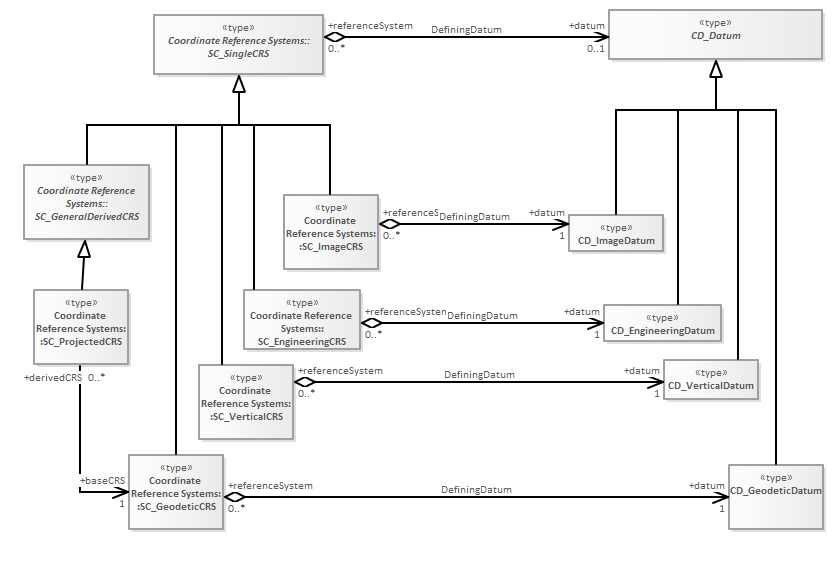 «type»
Coordinate Reference Systems::
SC_SingleCRS
+referenceSystem
0..*
DefiningDatum
+datum
0..1
«type»
CD_Datum
«type»
Coordinate Reference
Systems::
SC_GeneralDerivedCRS
«type»
Coordinate
Reference Systems:
:SC_ImageCRS
+referenceS
0..*
DefiningDatum
+datum
1
«type»
CD_ImageDatum
«type»
Coordinate
Reference Systems:
:SC_ProjectedCRS
«type»
Coordinate Reference
Systems::
SC_EngineeringCRS
+referenceSysten
0..*
DefiningDatum
+datum
1
«type»
CD_EngineeringDatum
+derivedCRS 0..*
«type»
Coordinate
Reference Systems:
:SC_VerticalCRS
+referenceSystem
0..*
DefiningDatum
+datum
1
«type»
CD_VerticalDatum
+baseCRS
1
«type»
Coordinate
Reference Systems:
:SC_GeodeticCRS
+referenceSystem
0..*
DefiningDatum
+datum
1
«type»
CD_GeodeticDatum